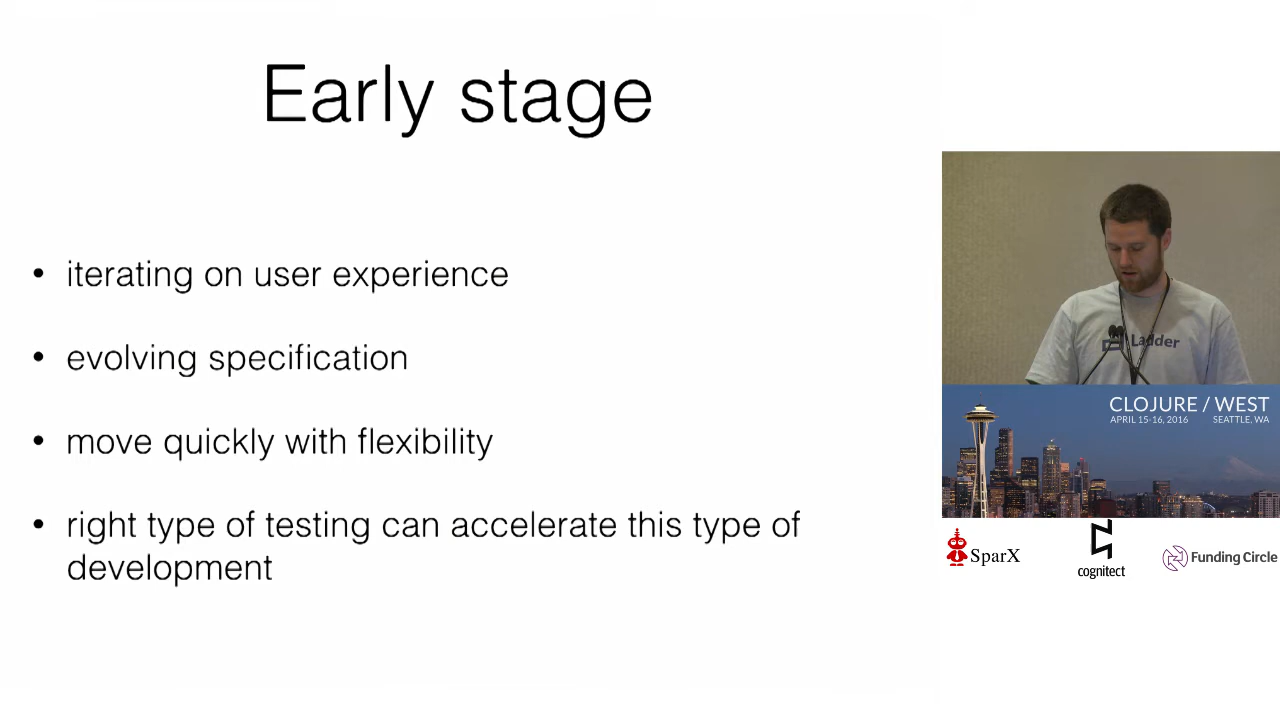 Early stage
• iterating on user experience
• evolving specification
• move quickly with flexibility
• right type of testing can accelerate this type of
development
Ladder
CLOJURE / WEST
APRIL 15-16, 2016 SEATTLE, WA
SparX
cognitect
Funding Circle